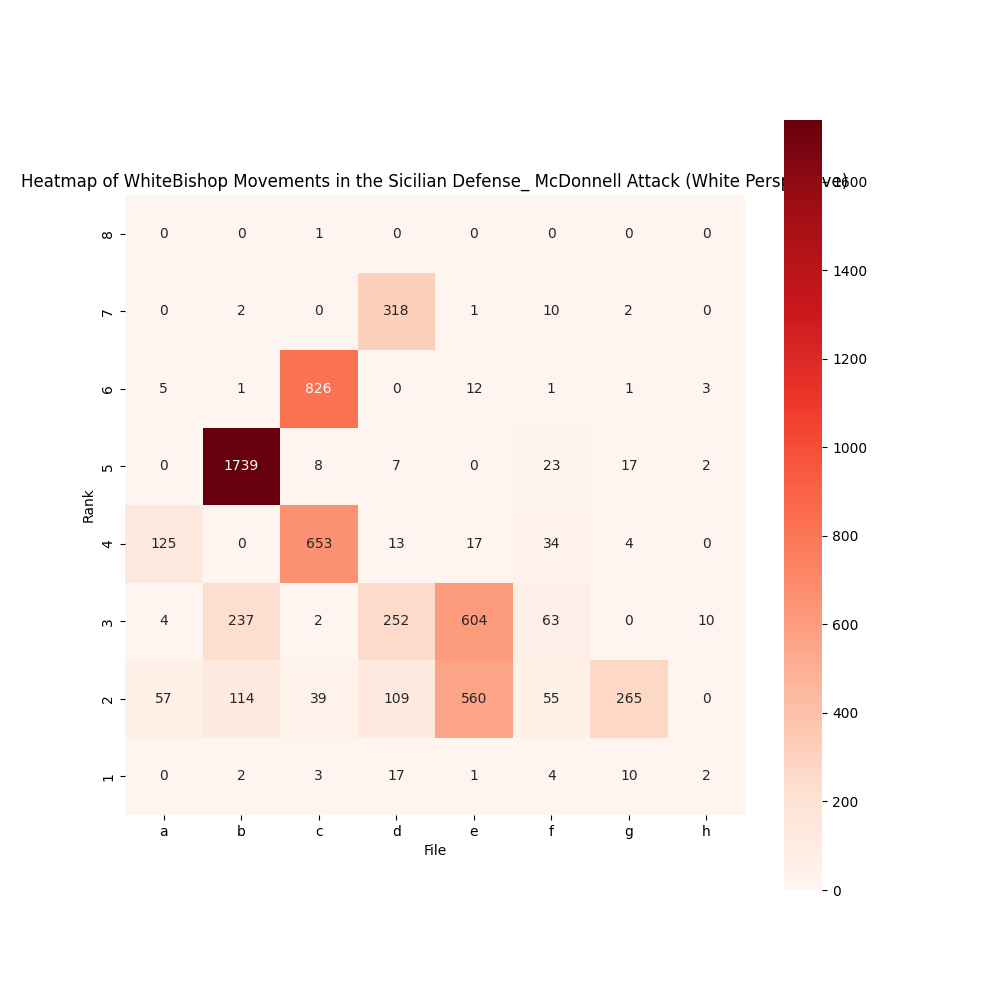 Heatmap of WhiteBishop Movements in the Sicilian Defense_ McDonnell Attack (White Perspective)
1600
8 0 0 1 0 0 0 0 0
1400
7 0 2 0 318 1 10 2 0
1200
6 5 1 826 0 12 1 1 3
1000
5 0 1739 8 7 0 23 17 2
Rank
800
4 125 0 653 13 17 34 4 0
3 4 237 2 252 604 63 0 10
600
400
2 57 114 39 109 560 55 265 0
200
1 0 2 3 17 1 4 10 2
a b c d e f g h
File
0